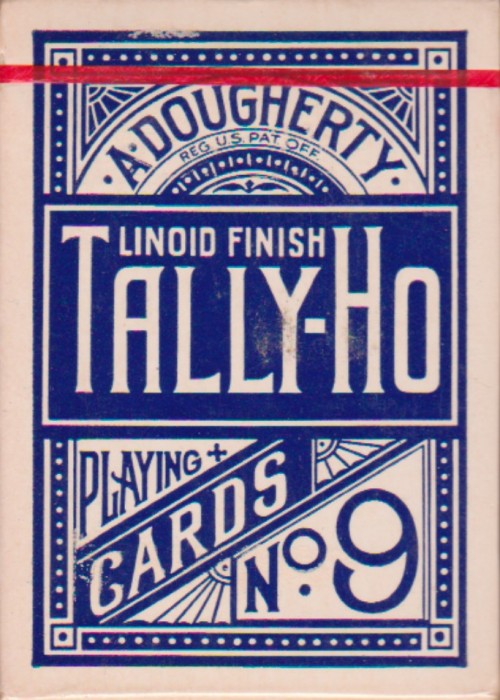 A. DOUGHERTY
REG. U.S. PAT. OFF.
LINOID FINISH
TALLY-HO
PLAYING
CARDS
No. 9